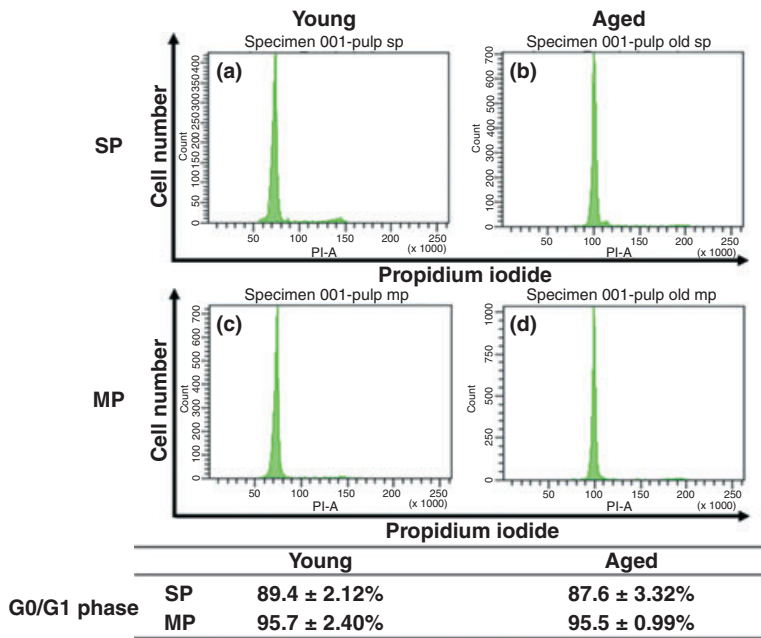 Young Aged
Specimen 001-pulp sp Specimen 001-pulp old sp
SP
Cell number
(a)
Count
0 50 100 150 200 250 300 350 400
50 100 150 200 250
PI-A (x 1000)
(b)
Count
0 100 200 300 400 500 600 700
50 100 150 200 250
PI-A (x 1000)
Propidium iodide
Specimen 001-pulp mp Specimen 001-pulp old mp
MP
Cell number
(c)
Count
0 100 200 300 400 500 600 700
50 100 150 200 250
PI-A (x 1000)
(d)
Count
0 250 500 750 1000
50 100 150 200 250
PI-A (x 1000)
Propidium iodide
Young Aged
G0/G1 phase
SP 89.4 ± 2.12% 87.6 ± 3.32%
MP 95.7 ± 2.40% 95.5 ± 0.99%